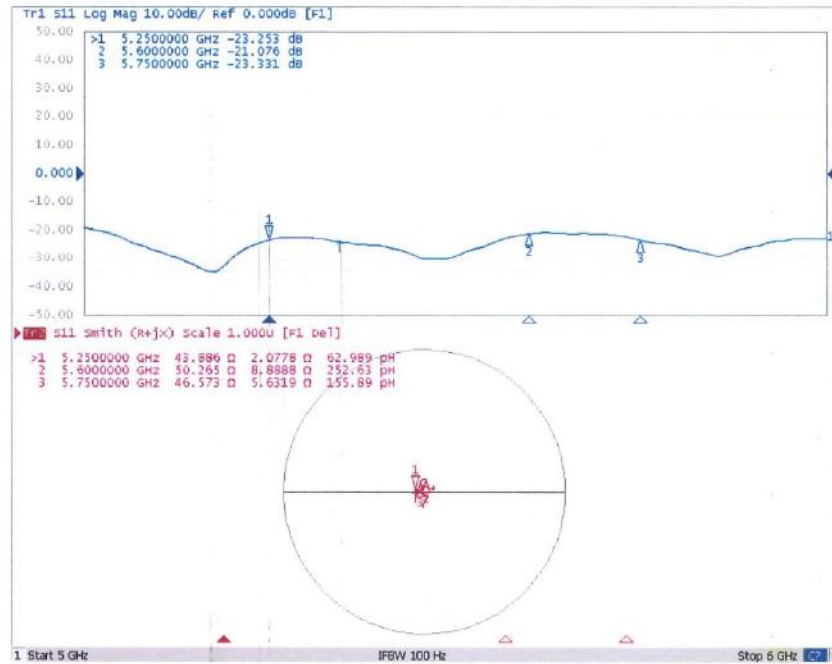 Tr1 S11 Log Mag 10.00dB/ Ref 0.000dB [F1]
50.00
40.00
30.00
20.00
10.00
0.000
-10.00
-20.00
-30.00
-40.00
-50.00
>1 5.2500000 GHz -23.253 dB
2 5.6000000 GHz -21.076 dB
3 5.7500000 GHz -23.331 dB
1
2
3
1
Tr2 S11 Smith (R+jX) Scale 1.000U [F1 Del]
>1 5.2500000 GHz 43.886 Ω 2.0778 Ω 62.989 pH
2 5.6000000 GHz 50.265 Ω 8.8888 Ω 252.63 pH
3 5.7500000 GHz 46.573 Ω 5.6319 Ω 155.89 pH
1
1 Start 5 GHz IFBW 100 Hz Stop 6 GHz C?